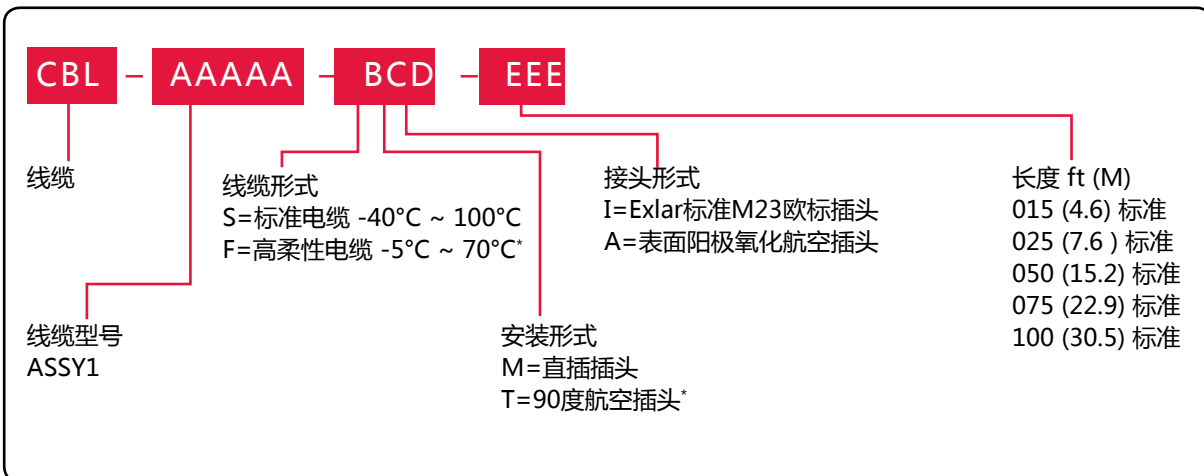 CBL – AAAAA – BCD – EEE
线缆
线缆型号
ASSY1
线缆形式
S=标准电缆 -40°C ~ 100°C
F=高柔性电缆 -5°C ~ 70°C*
安装形式
M=直插插头
T=90度航空插头*
接头形式
I=Exlar标准M23欧标插头
A=表面阳极氧化航空插头
长度 ft (M)
015 (4.6) 标准
025 (7.6 ) 标准
050 (15.2) 标准
075 (22.9) 标准
100 (30.5) 标准